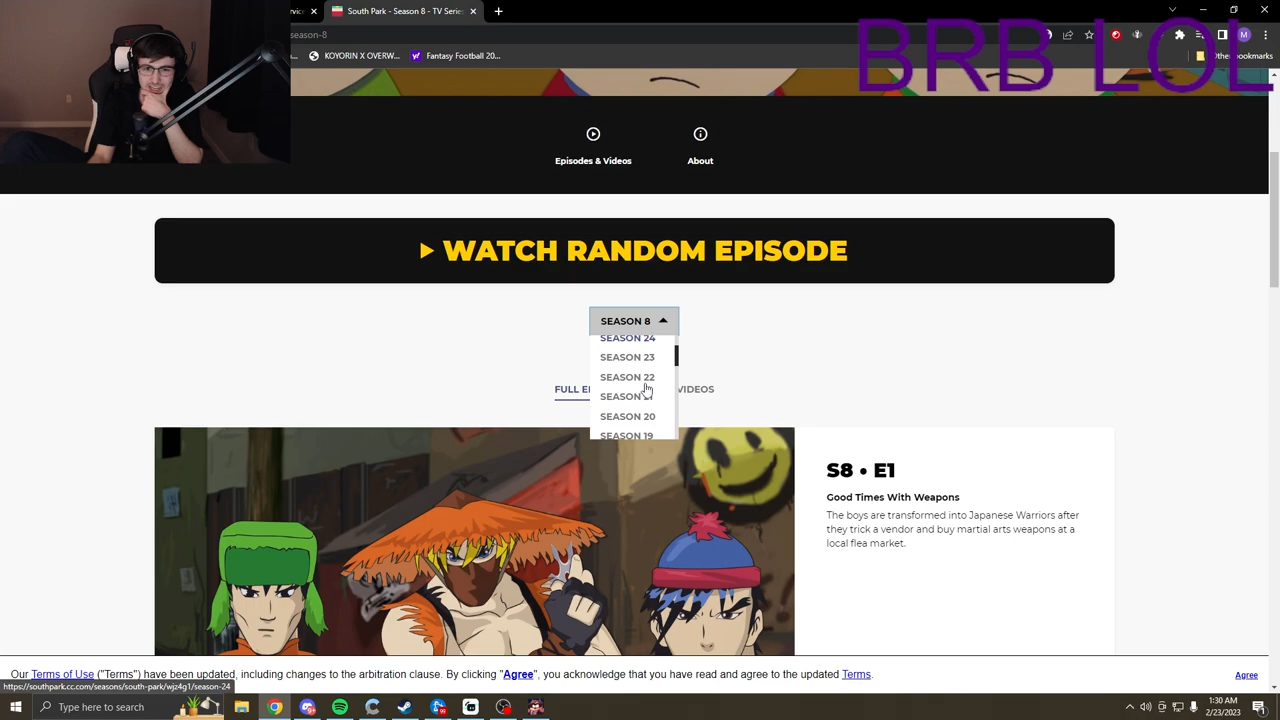 South Park - Series
BRB LOL
season-8
KOYORIN X OVERW...
Fantasy Football 20...
Other bookmarks
Episodes & Videos
About
WATCH RANDOM EPISODE
SEASON 8
SEASON 24
SEASON 23
SEASON 22
FULL E
VIDEOS
SEASON 21
SEASON 20
SEASON 19
S8 • E1
Good Times With Weapons
The boys are transformed into Japanese Warriors after
they trick a vendor and buy martial arts weapons at a
local flea market.
Our Terms of Use ("Terms") have been updated, including changes to the arbitration clause. By clicking "Agree", you acknowledge that you have read and agree to the updated Terms.
Agree
https://southpark.cc.com/seasons/south-park/wjz4g1/season-24
Type here to search
1:30 AM
2/23/2023